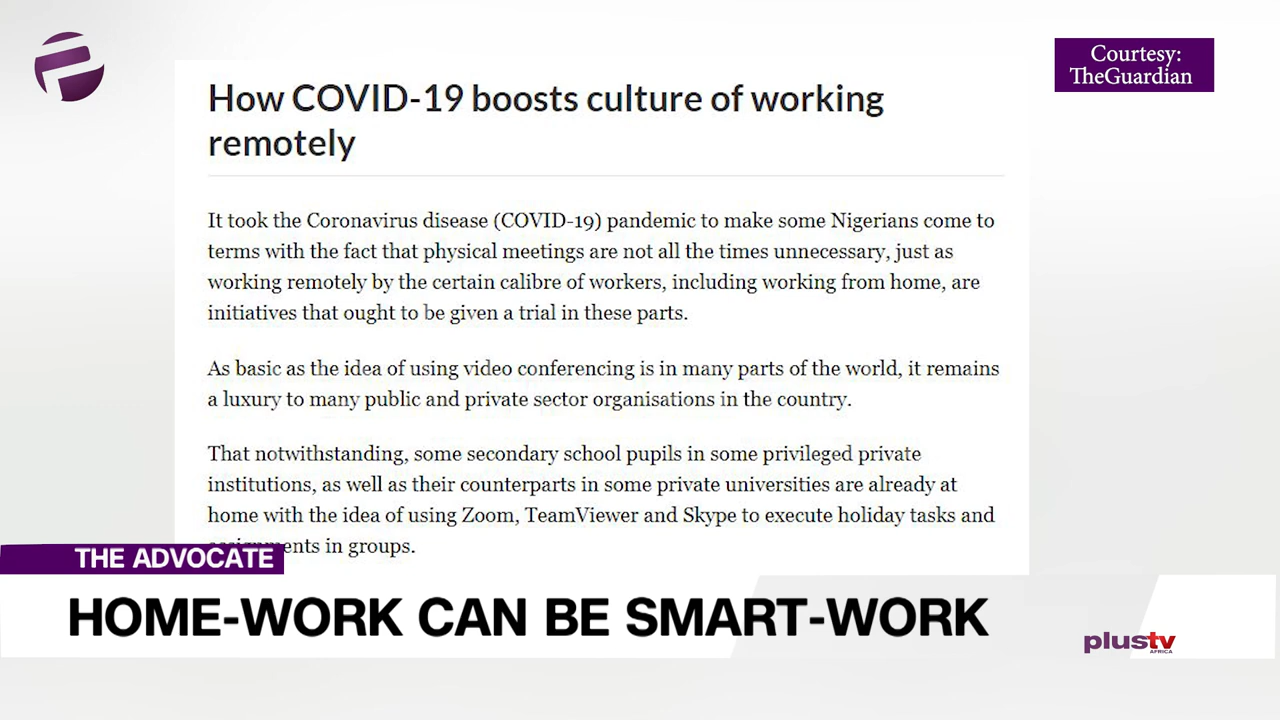 Courtesy:
TheGuardian
How COVID-19 boosts culture of working
remotely
It took the Coronavirus disease (COVID-19) pandemic to make some Nigerians come to
terms with the fact that physical meetings are not all the times unnecessary, just as
working remotely by the certain calibre of workers, including working from home, are
initiatives that ought to be given a trial in these parts.
As basic as the idea of using video conferencing is in many parts of the world, it remains
a luxury to many public and private sector organisations in the country.
That notwithstanding, some secondary school pupils in some privileged private
institutions, as well as their counterparts in some private universities are already at
home with the idea of using Zoom, TeamViewer and Skype to execute holiday tasks and
in groups.
THE ADVOCATE
HOME-WORK CAN BE SMART-WORK
plustv
AFRICA